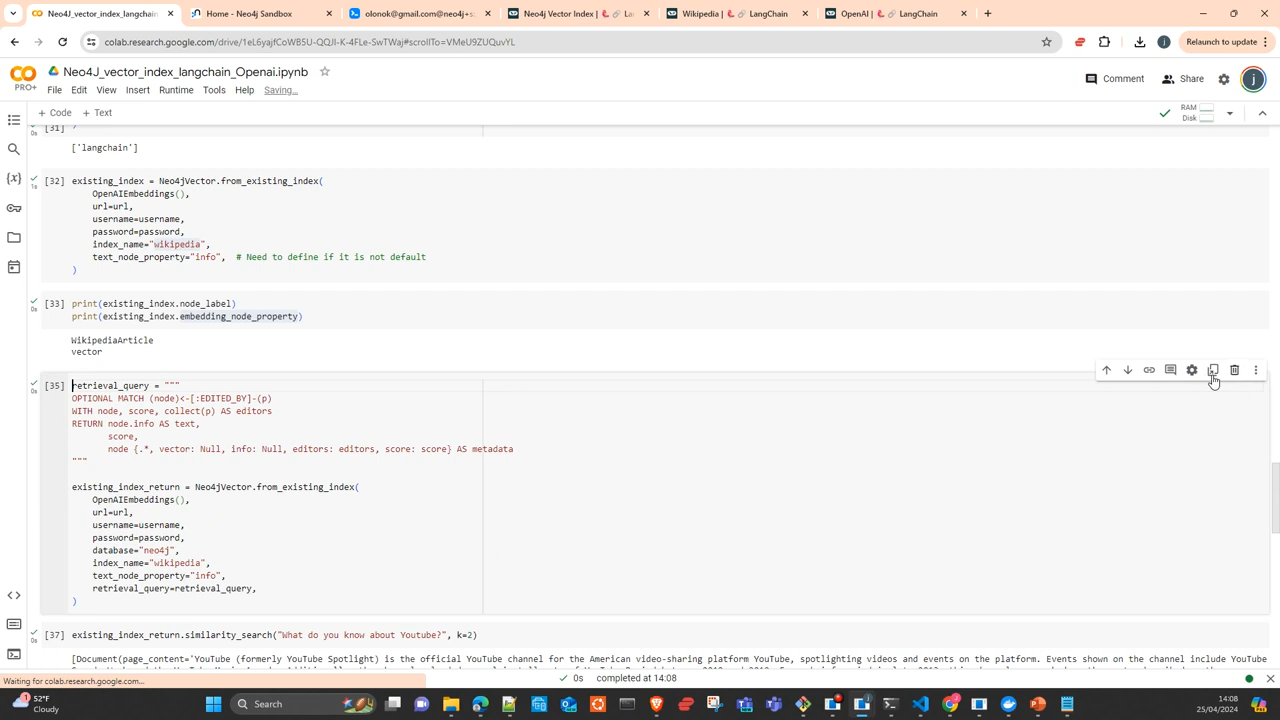 Neo4J_vector_index_langchain_
Home - Neo4j Sandbox
olonok@gmail.com@neo4j+s:
Neo4j Vector Index | La
Wikipedia | LangChain
OpenAI | LangChain
colab.research.google.com/drive/1eL6yajfCoWB5U-QQJI-K-4FLe-SwTWaj#scrollTo=VMeU9ZUQuvYL
Relaunch to update
PRO+
Neo4J_vector_index_langchain_Openai.ipynb
Comment
Share
File Edit View Insert Runtime Tools Help Saving...
+ Code + Text
RAM
Disk
[31]
0s
['langchain']
[32] existing_index = Neo4jVector.from_existing_index(
1s
OpenAIEmbeddings(),
url=url,
username=username,
password=password,
index_name="wikipedia",
text_node_property="info", # Need to define if it is not default
)
[33] print(existing_index.node_label)
0s
print(existing_index.embedding_node_property)
WikipediaArticle
vector
[35] retrieval_query = """
0s
OPTIONAL MATCH (node)<-[:EDITED_BY]-(p)
WITH node, score, collect(p) AS editors
RETURN node.info AS text,
score,
node {.*, vector: Null, info: Null, editors: editors, score: score} AS metadata
"""
existing_index_return = Neo4jVector.from_existing_index(
OpenAIEmbeddings(),
url=url,
username=username,
password=password,
database="neo4j",
index_name="wikipedia",
text_node_property="info",
retrieval_query=retrieval_query,
)
[37] existing_index_return.similarity_search("What do you know about Youtube?", k=2)
0s
[Document(page_content="YouTube (formerly YouTube Spotlight) is the official YouTube channel for the American video-sharing platform YouTube, spotlighting videos and events on the platform. Events shown on the channel include YouTube
Waiting for colab.research.google.com...
0s completed at 14:08
52°F
Cloudy
Search
14:08
25/04/2024